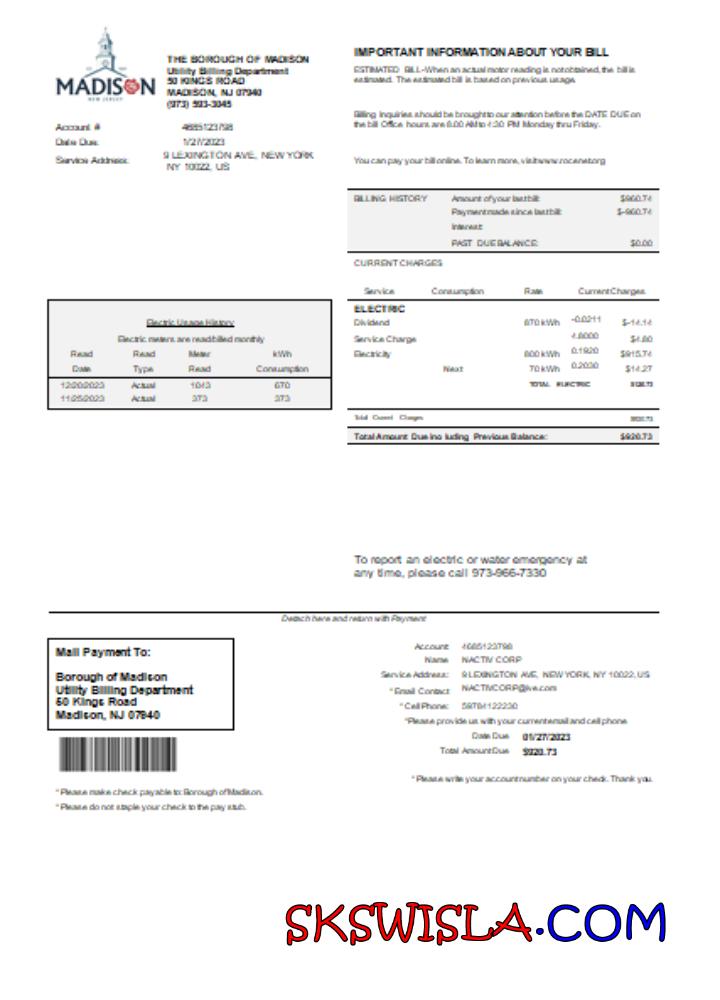 MADISON
NEW JERSEY
THE BOROUGH OF MADISON
Utility Billing Department
50 KINGS ROAD
MADISON, NJ 07940
(973) 593-3045
Account # 4685123798
Date Due: 1/27/2023
Service Address: 9 LEXINGTON AVE, NEW YORK
NY 10022, US
IMPORTANT INFORMATION ABOUT YOUR BILL
ESTIMATED BILL-When an actual motor reading is not obtained, the bill is
estimated. The estimated bill is based on previous usage.
Billing Inquiries should be brought to our attention before the DATE DUE on
the bill Office hours are 8.00 AM to 4:30 PM Monday thru Friday.
You can pay your bill online. To learn more, visit www.rocenet.org
BILLING HISTORY Amount of your last bill: $960.74
Payment made since last bill: $-960.74
Interest:
PAST DUE BALANCE: $0.00
CURRENT CHARGES
Service Consumption Rate Current Charges
ELECTRIC
Dividend 870 kWh -0.0211 $-14.14
Service Charge 4.8000 $4.80
Electricity 800 kWh 0.1920 $915.74
Next 70 kWh 0.2030 $14.27
TOTAL ELECTRIC $920.73
Total Current Charges $920.73
Total Amount Due including Previous Balance: $920.73
Electric Usage History
Electric meters are read/billed monthly
Read Read Meter kWh
Date Type Read Consumption
12/20/2023 Actual 1043 670
11/25/2023 Actual 373 373
To report an electric or water emergency at
any time, please call 973-966-7330
Detach here and return with Payment
Mail Payment To:
Borough of Madison
Utility Billing Department
50 Kings Road
Madison, NJ 07940
Account: 4685123798
Name NACTIV CORP
Service Address: 9 LEXINGTON AVE, NEW YORK, NY 10022, US
* Email Contact NACTIVCORP@live.com
* Cell Phone: 59784122230
*Please provide us with your current email and cell phone
Date Due 01/27/2023
Total Amount Due $920.73
* Please write your account number on your check. Thank you.
* Please make check payable to: Borough of Madison.
* Please do not staple your check to the pay stub.
SKSWISLA.COM